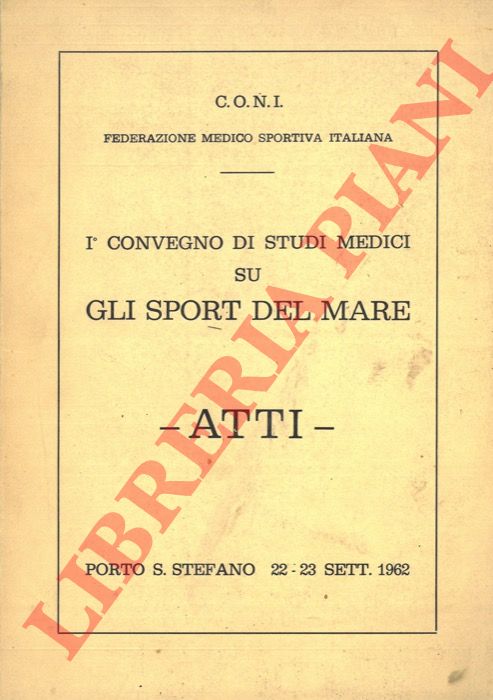 C.O.N.I.
FEDERAZIONE MEDICO SPORTIVA ITALIANA
I° CONVEGNO DI STUDI MEDICI
SU
GLI SPORT DEL MARE
- ATTI -
PORTO S. STEFANO 22 - 23 SETT. 1962
LIBRERIA PIANI